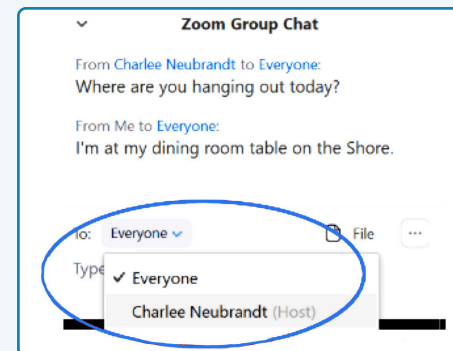 Zoom Group Chat
From Charlee Neubrandt to Everyone:
Where are you hanging out today?
From Me to Everyone:
I'm at my dining room table on the Shore.
To: Everyone File ...
Type
✓ Everyone
Charlee Neubrandt (Host)